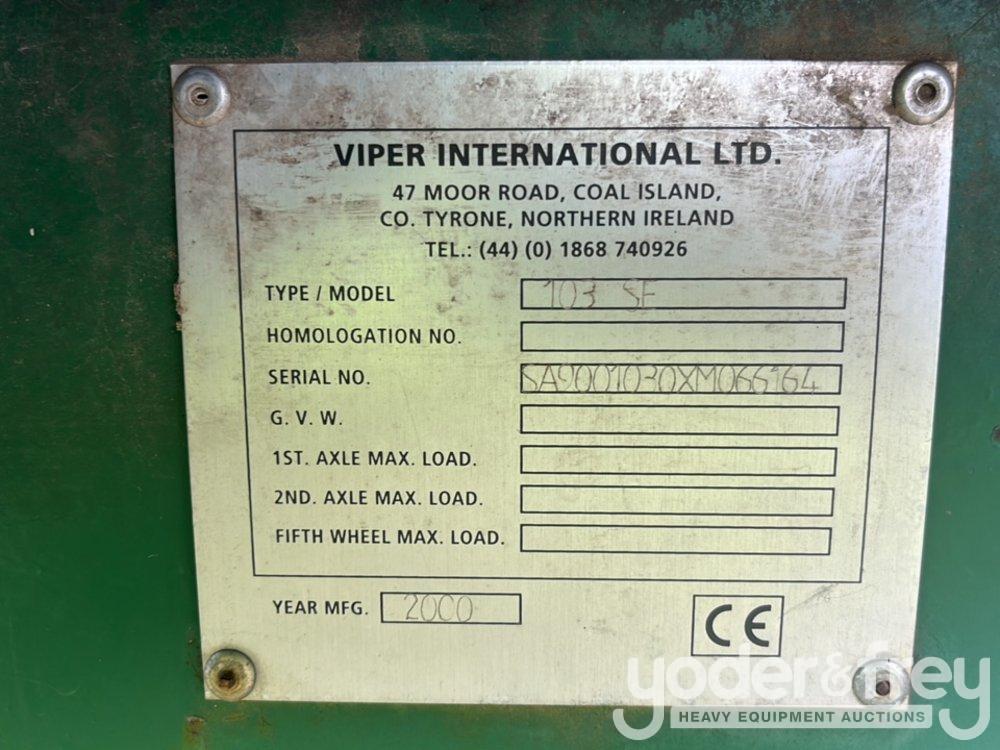 VIPER INTERNATIONAL LTD.
47 MOOR ROAD, COAL ISLAND,
CO. TYRONE, NORTHERN IRELAND
TEL.: (44) (0) 1868 740926
TYPE / MODEL 103 SE
HOMOLOGATION NO.
SERIAL NO. SA9001030XM066164
G. V. W.
1ST. AXLE MAX. LOAD.
2ND. AXLE MAX. LOAD.
FIFTH WHEEL MAX. LOAD.
YEAR MFG. 2000
CE
yoder&frey
HEAVY EQUIPMENT AUCTIONS